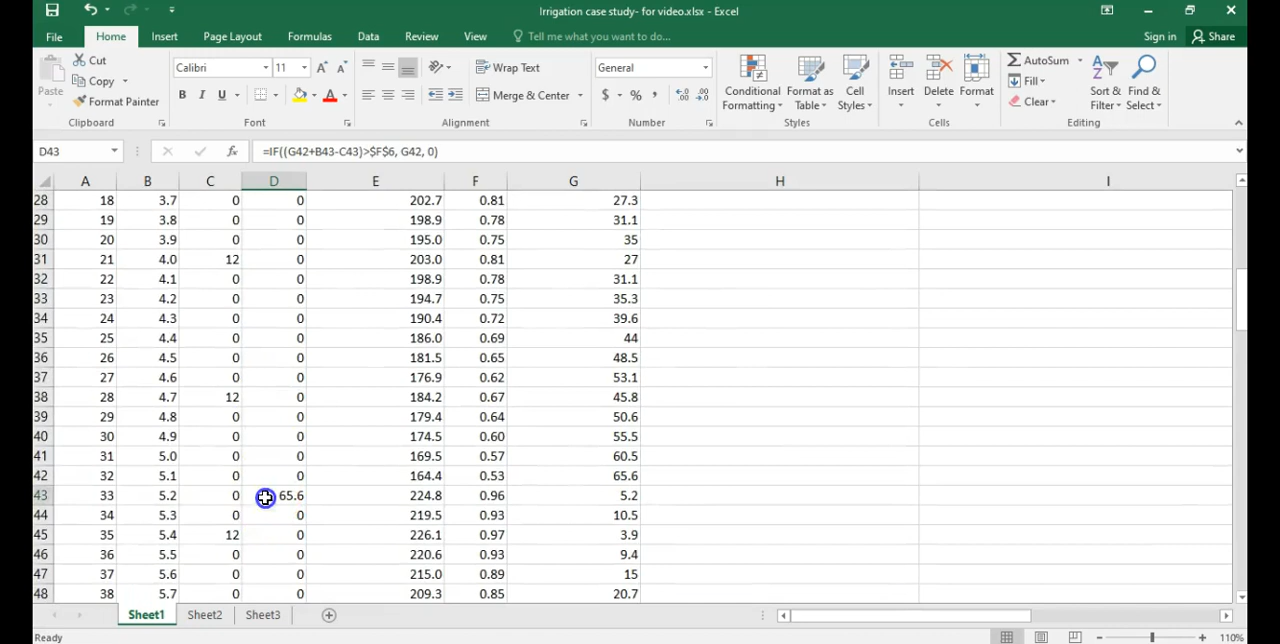 Irrigation case study- for video.xlsx - Excel
File Home Insert Page Layout Formulas Data Review View Tell me what you want to do... Sign in Share
Paste
Cut
Copy
Format Painter
Calibri 11
B I U
Wrap Text
Merge & Center
General
$ % ,
Conditional Formatting
Format as Table
Cell Styles
Insert
Delete
Format
AutoSum
Fill
Clear
Sort & Filter
Find & Select
Clipboard Font Alignment Number Styles Cells Editing
D43 fx =IF((G42+B43-C43)>$F$6, G42, 0)
A B C D E F G H I
28 18 3.7 0 0 202.7 0.81 27.3
29 19 3.8 0 0 198.9 0.78 31.1
30 20 3.9 0 0 195.0 0.75 35
31 21 4.0 12 0 203.0 0.81 27
32 22 4.1 0 0 198.9 0.78 31.1
33 23 4.2 0 0 194.7 0.75 35.3
34 24 4.3 0 0 190.4 0.72 39.6
35 25 4.4 0 0 186.0 0.69 44
36 26 4.5 0 0 181.5 0.65 48.5
37 27 4.6 0 0 176.9 0.62 53.1
38 28 4.7 12 0 184.2 0.67 45.8
39 29 4.8 0 0 179.4 0.64 50.6
40 30 4.9 0 0 174.5 0.60 55.5
41 31 5.0 0 0 169.5 0.57 60.5
42 32 5.1 0 0 164.4 0.53 65.6
43 33 5.2 0 65.6 224.8 0.96 5.2
44 34 5.3 0 0 219.5 0.93 10.5
45 35 5.4 12 0 226.1 0.97 3.9
46 36 5.5 0 0 220.6 0.93 9.4
47 37 5.6 0 0 215.0 0.89 15
48 38 5.7 0 0 209.3 0.85 20.7
Sheet1 Sheet2 Sheet3
Ready 110%